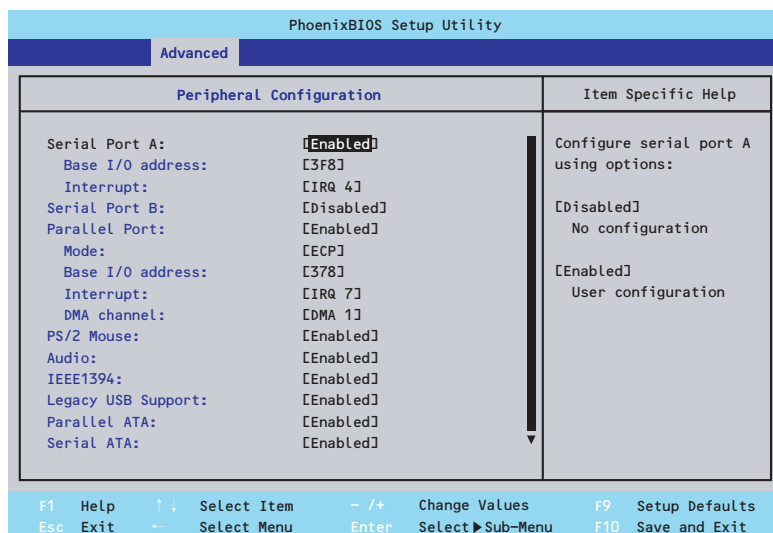 PhoenixBIOS Setup Utility
Advanced
Peripheral Configuration
Item Specific Help
Serial Port A: [Enabled]
Base I/O address: [3F8]
Interrupt: [IRQ 4]
Serial Port B: [Disabled]
Parallel Port: [Enabled]
Mode: [ECP]
Base I/O address: [378]
Interrupt: [IRQ 7]
DMA channel: [DMA 1]
PS/2 Mouse: [Enabled]
Audio: [Enabled]
IEEE1394: [Enabled]
Legacy USB Support: [Enabled]
Parallel ATA: [Enabled]
Serial ATA: [Enabled]
Configure serial port A
using options:
[Disabled]
No configuration
[Enabled]
User configuration
F1 Help ↑↓ Select Item - /+ Change Values F9 Setup Defaults
Esc Exit ← Select Menu Enter Select ▶ Sub-Menu F10 Save and Exit